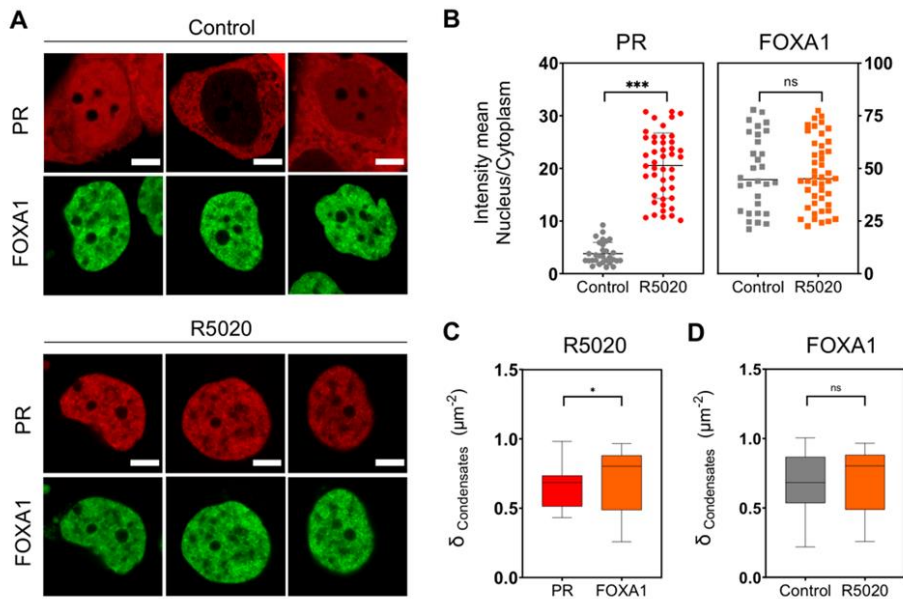 A
Control
PR
FOXA1
R5020
PR
FOXA1
B
PR
FOXA1
Intensity mean
Nucleus/Cytoplasm
40
30
20
10
0
***
Control
R5020
ns
100
75
50
25
0
Control
R5020
C
R5020
δ Condensates (µm-2)
1.5
1.0
0.5
0.0
*
PR
FOXA1
D
FOXA1
δ Condensates (µm-2)
1.5
1.0
0.5
0.0
ns
Control
R5020